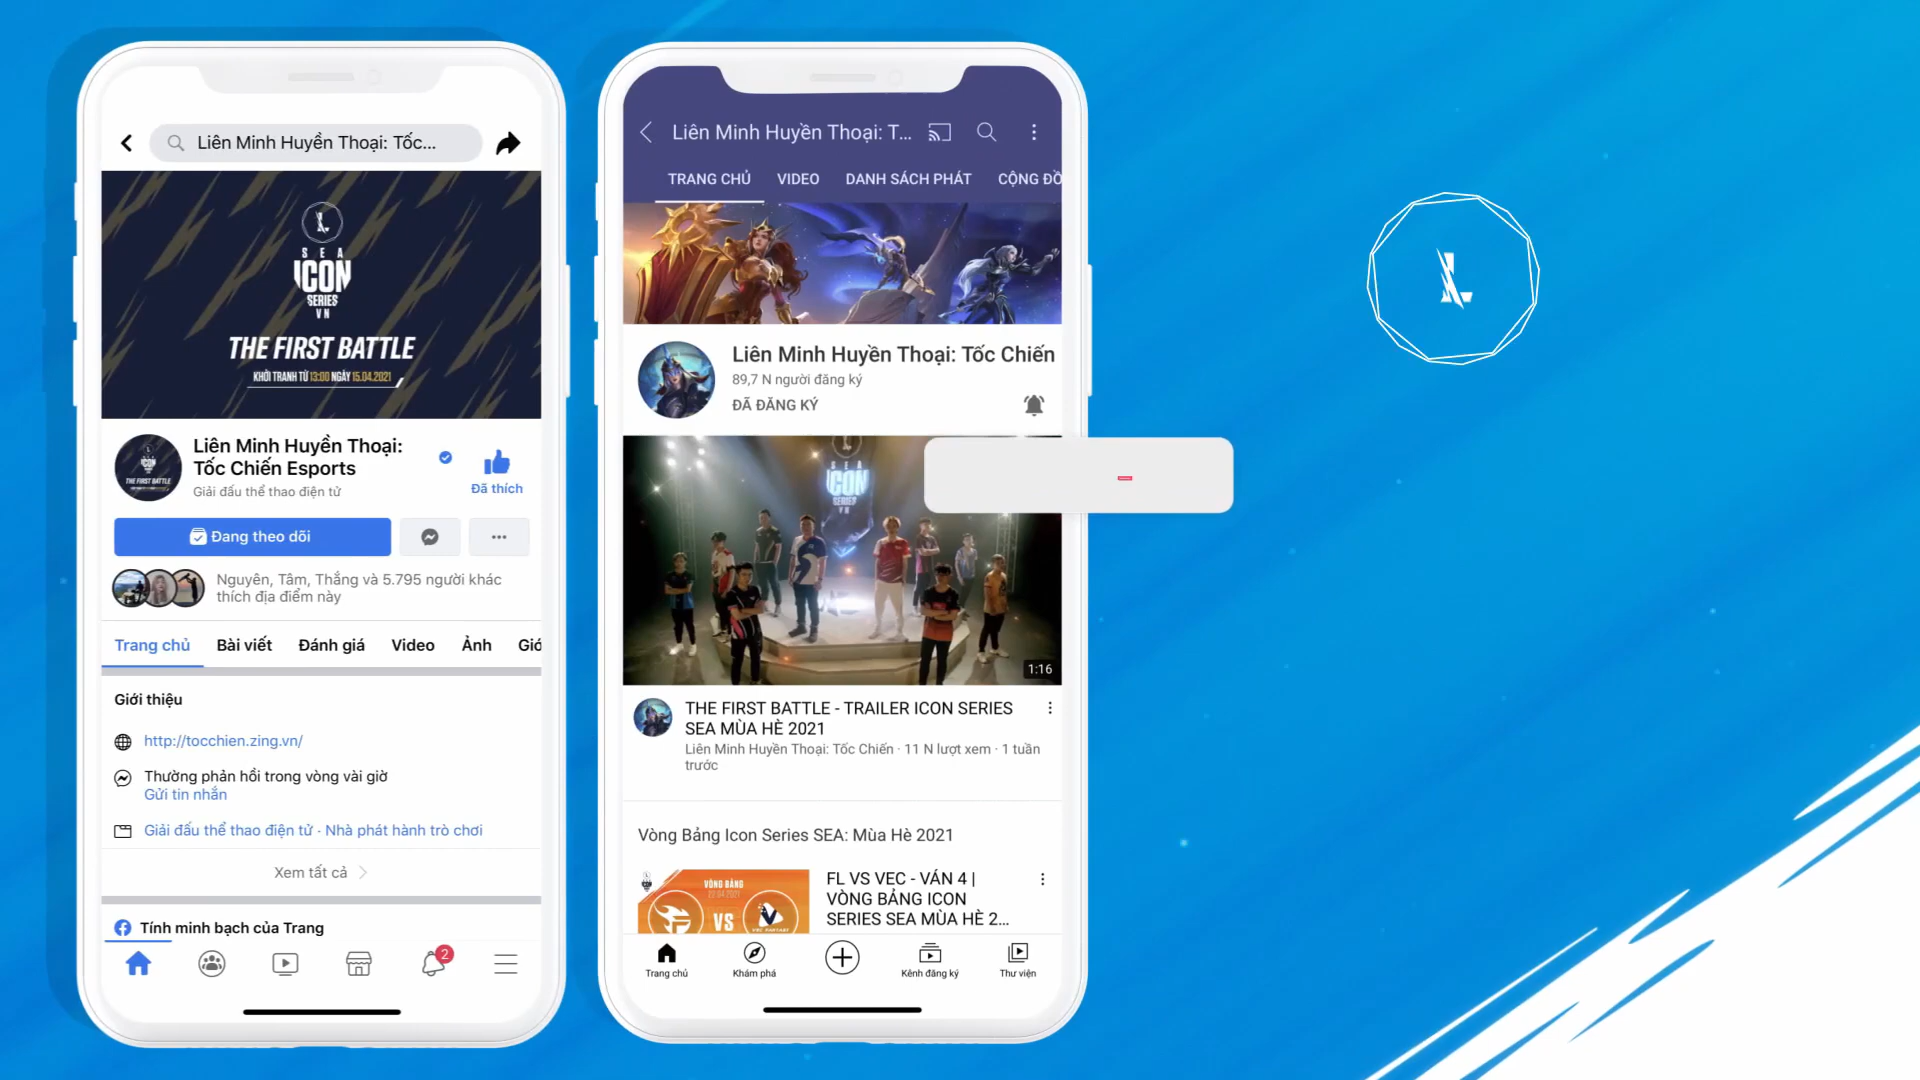 Liên Minh Huyền Thoại: Tốc...
SEA
ICON
SERIES
VN
THE FIRST BATTLE
KHỞI TRANH TỪ 13:00 NGÀY 15.04.2021
Liên Minh Huyền Thoại:
Tốc Chiến Esports
Giải đấu thể thao điện tử
Đã thích
Đang theo dõi
Nguyên, Tâm, Thắng và 5.795 người khác
thích địa điểm này
Trang chủ Bài viết Đánh giá Video Ảnh Gió
Giới thiệu
http://tocchien.zing.vn/
Thường phản hồi trong vòng vài giờ
Gửi tin nhắn
Giải đấu thể thao điện tử · Nhà phát hành trò chơi
Xem tất cả
Tính minh bạch của Trang
2
Liên Minh Huyền Thoại: T...
TRANG CHỦ VIDEO DANH SÁCH PHÁT CỘNG ĐỒ
Liên Minh Huyền Thoại: Tốc Chiến
89,7 N người đăng ký
ĐÃ ĐĂNG KÝ
SEA
ICON
SERIES
1:16
THE FIRST BATTLE - TRAILER ICON SERIES
SEA MÙA HÈ 2021
Liên Minh Huyền Thoại: Tốc Chiến · 11 N lượt xem · 1 tuần
trước
Vòng Bảng Icon Series SEA: Mùa Hè 2021
VÒNG BẢNG
VS
FL VS VEC - VÁN 4 |
VÒNG BẢNG ICON
SERIES SEA MÙA HÈ 2...
Trang chủ Khám phá Kênh đăng ký Thư viện